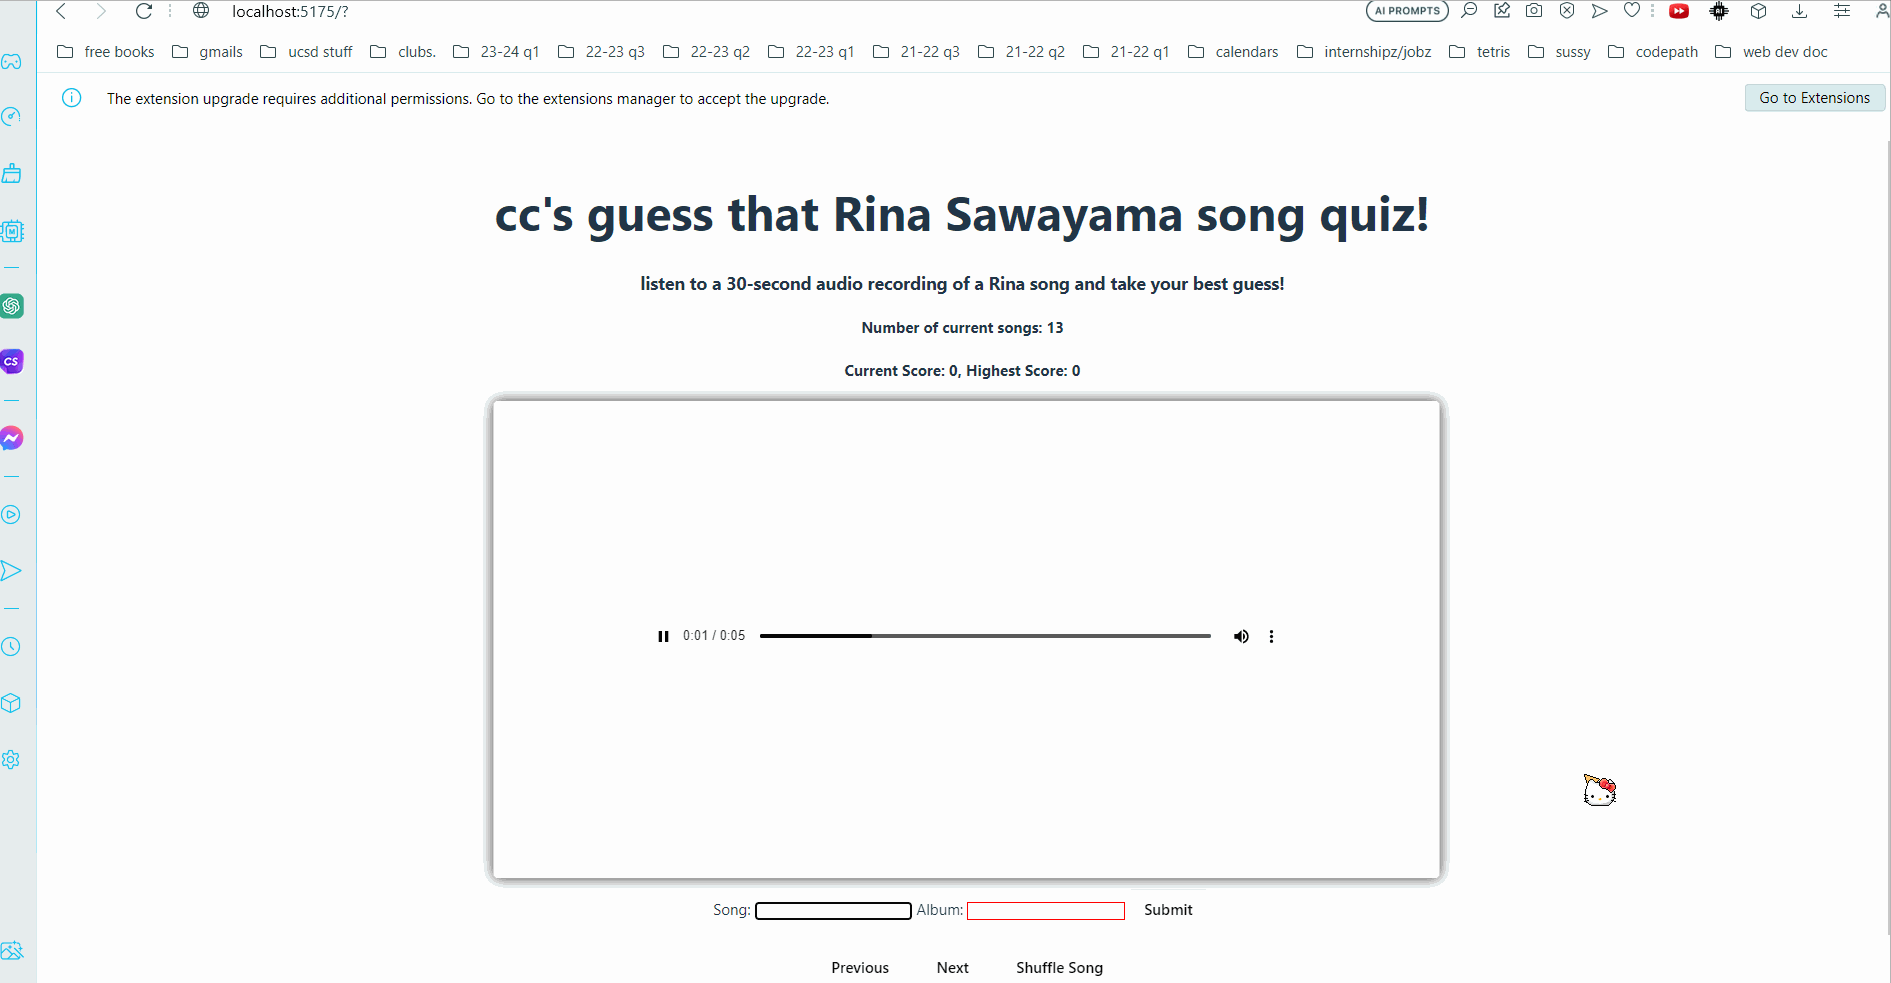 localhost:5175/?
AI PROMPTS
free books gmails ucsd stuff clubs. 23-24 q1 22-23 q3 22-23 q2 22-23 q1 21-22 q3 21-22 q2 21-22 q1 calendars internshipz/jobz tetris sussy codepath web dev doc
The extension upgrade requires additional permissions. Go to the extensions manager to accept the upgrade. Go to Extensions
cc's guess that Rina Sawayama song quiz!
listen to a 30-second audio recording of a Rina song and take your best guess!
Number of current songs: 13
CS
Current Score: 0, Highest Score: 0
0:01 / 0:05
Song: Album: Submit
Previous Next Shuffle Song